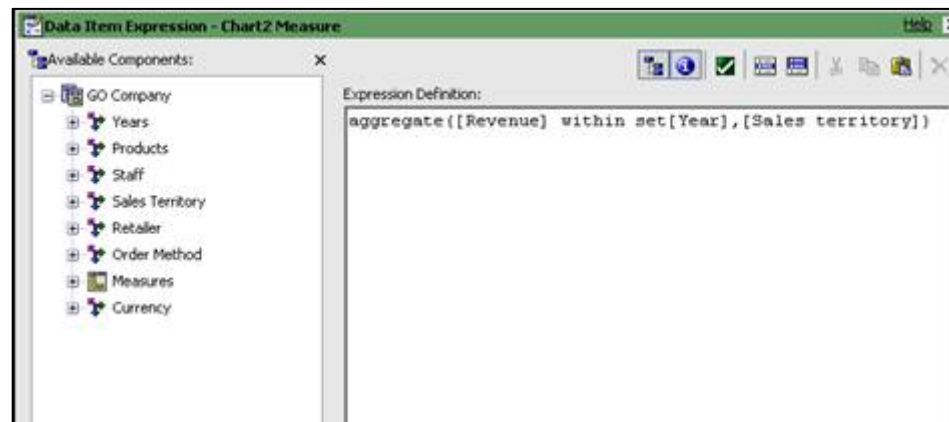 Data Item Expression - Chart2 Measure
Help
Available Components:
Expression Definition:
GO Company
Years
Products
Staff
Sales Territory
Retailer
Order Method
Measures
Currency
aggregate([Revenue] within set[Year],[Sales territory])